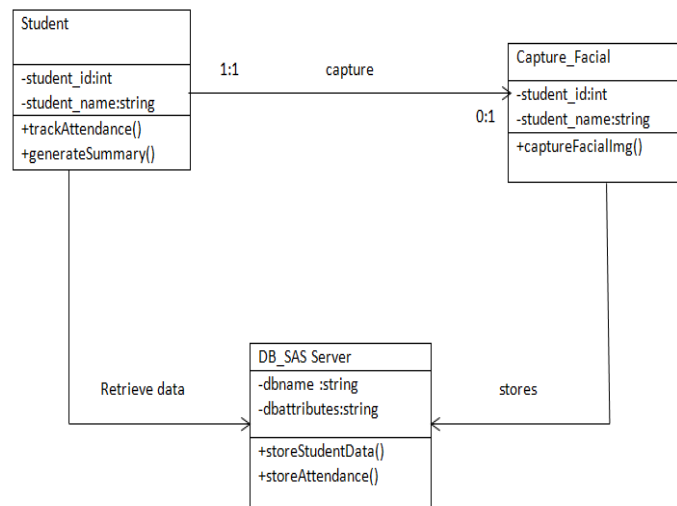 Student
-student_id:int
-student_name:string
+trackAttendance()
+generateSummary()
1:1
capture
0:1
Capture_Facial
-student_id:int
-student_name:string
+captureFacialImg()
Retrieve data
DB_SAS Server
-dbname :string
-dbattributes:string
+storeStudentData()
+storeAttendance()
stores